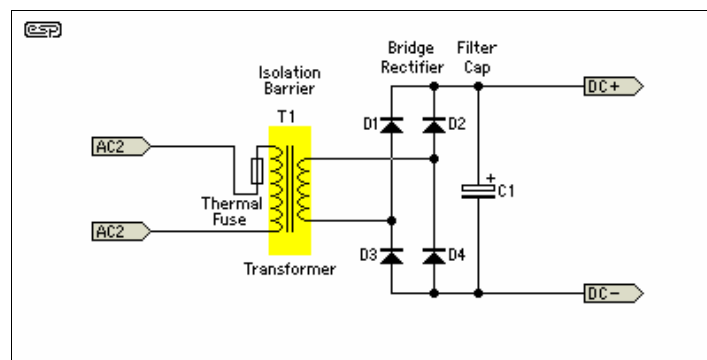 esp
Bridge
Rectifier
Filter
Cap
Isolation
Barrier
T1
DC+
D1
D2
AC2
Thermal
Fuse
+
C1
AC2
D3
D4
Transformer
DC-